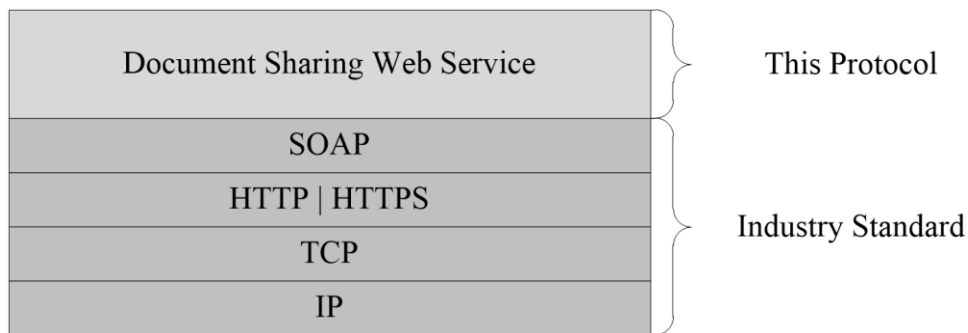 Document Sharing Web Service
This Protocol
SOAP
HTTP | HTTPS
TCP
IP
Industry Standard